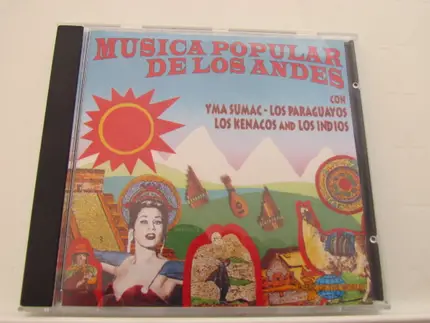 MUSICA POPULAR
DE LOS ANDES
CON
YMA SUMAC - LOS PARAGUAYOS
LOS KENACOS AND LOS INDIOS